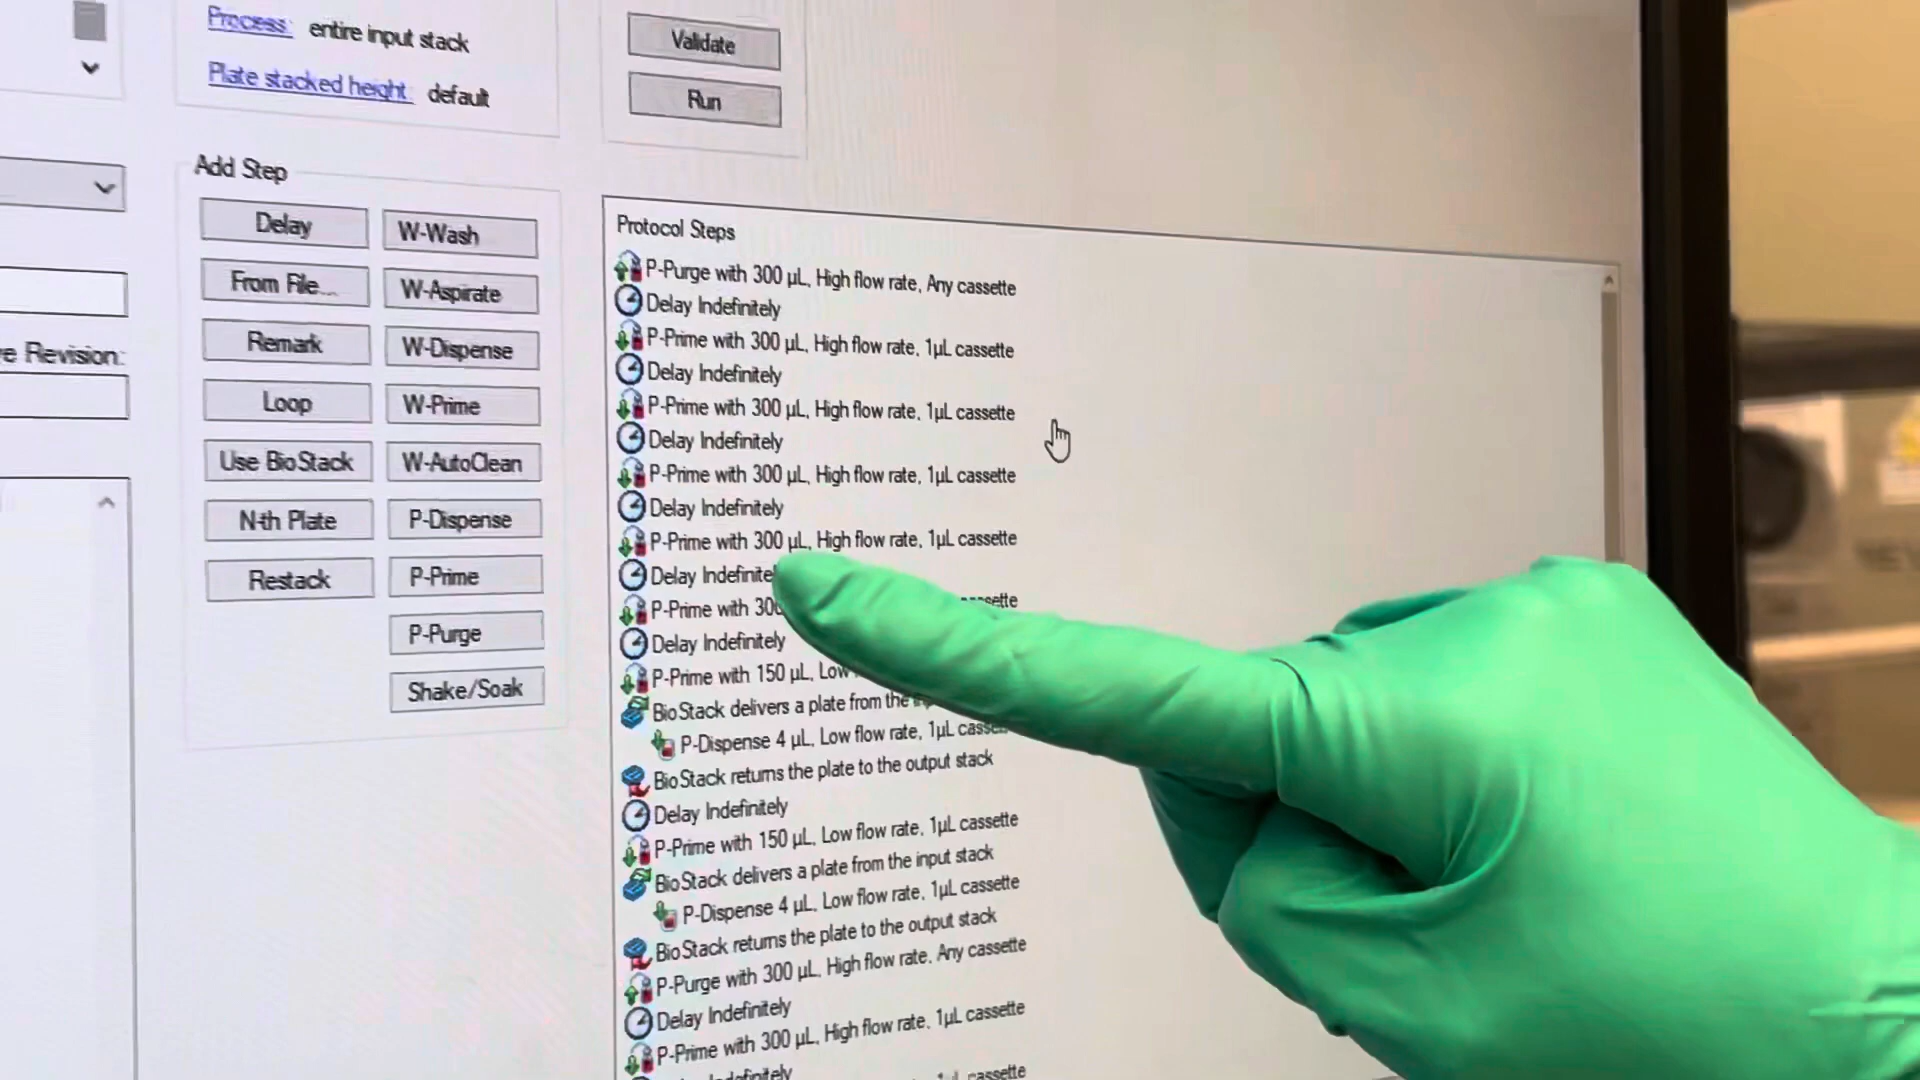 Process: entire input stack
Plate stacked height: default
Validate
Run
Add Step
Delay
W-Wash
From File...
W-Aspirate
Remark
W-Dispense
e Revision:
Loop
W-Prime
Use BioStack
W-AutoClean
N-th Plate
P-Dispense
Restack
P-Prime
P-Purge
Shake/Soak
Protocol Steps
P-Purge with 300 µL, High flow rate, Any cassette
Delay Indefinitely
P-Prime with 300 µL, High flow rate, 1µL cassette
Delay Indefinitely
P-Prime with 300 µL, High flow rate, 1µL cassette
Delay Indefinitely
P-Prime with 300 µL, High flow rate, 1µL cassette
Delay Indefinitely
P-Prime with 300 µL, High flow rate, 1µL cassette
Delay Indefinitel
P-Prime with 300 sette
Delay Indefinitely
P-Prime with 150 µL, Low
BioStack delivers a plate from the
P-Dispense 4 µL, Low flow rate, 1µL casse
BioStack returns the plate to the output stack
Delay Indefinitely
P-Prime with 150 µL, Low flow rate, 1µL cassette
BioStack delivers a plate from the input stack
P-Dispense 4 µL, Low flow rate, 1µL cassette
BioStack returns the plate to the output stack
P-Purge with 300 µL, High flow rate, Any cassette
Delay Indefinitely
P-Prime with 300 µL, High flow rate, 1µL cassette